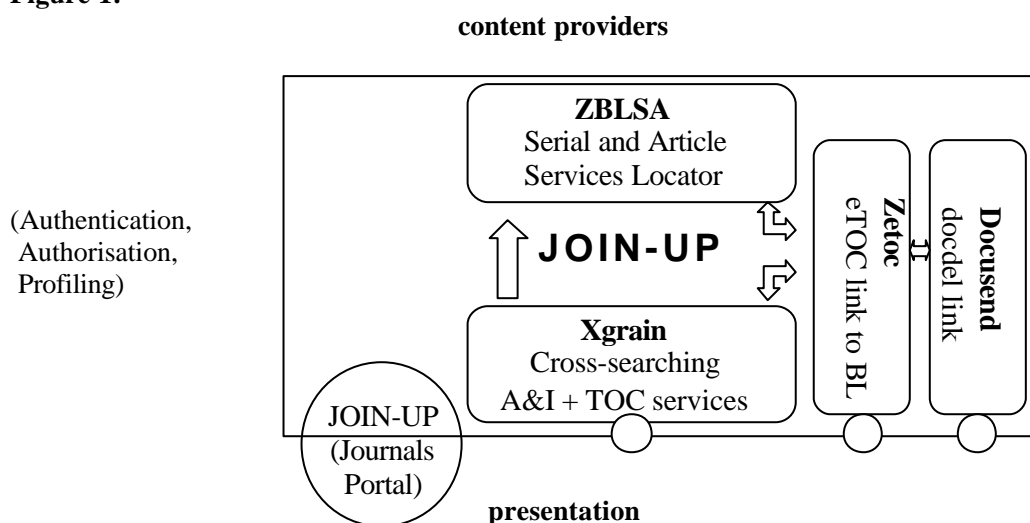 Figure 1.
content providers
ZBLSA
Serial and Article
Services Locator
(Authentication,
Authorisation,
Profiling)
JOIN-UP
Zetoc
eTOC link to BL
Docusend
docdel link
Xgrain
Cross-searching
A&I + TOC services
JOIN-UP
(Journals
Portal)
presentation